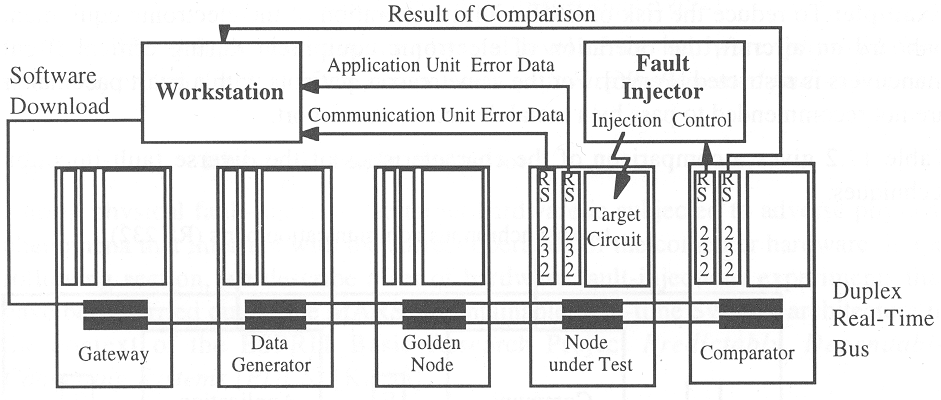 Result of Comparison
Software
Download
Workstation
Application Unit Error Data
Communication Unit Error Data
Fault
Injector
Injection Control
RS 232
RS 232
Target
Circuit
RS 232
RS 232
Gateway
Data
Generator
Golden
Node
Node
under Test
Comparator
Duplex
Real-Time
Bus